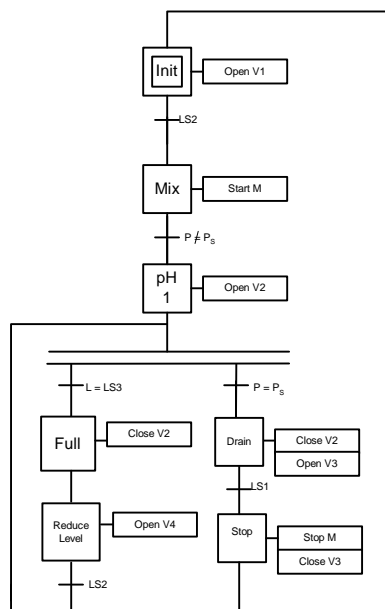 Init
Open V1
LS2
Mix
Start M
P ≠ Ps
pH
1
Open V2
L = LS3
P = Ps
Full
Close V2
Drain
Close V2
Open V3
LS1
Reduce
Level
Open V4
Stop
Stop M
Close V3
LS2